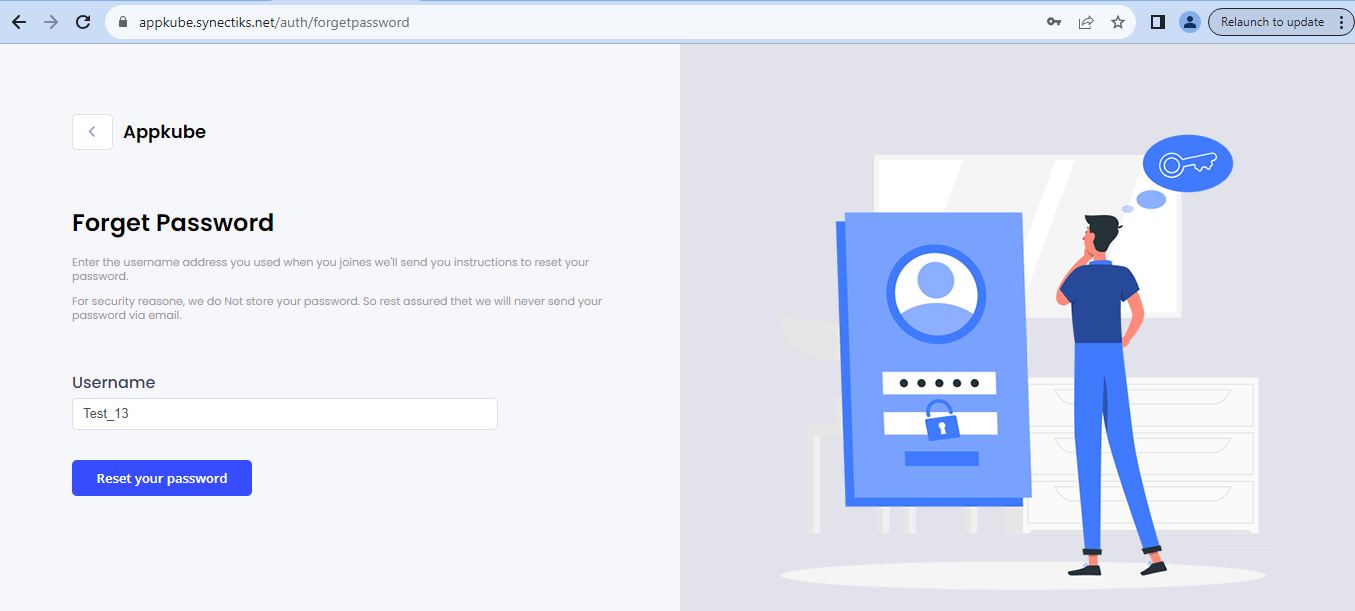 appkube.synectiks.net/auth/forgetpassword
Relaunch to update
Appkube
Forget Password
Enter the username address you used when you joines we'll send you instructions to reset your
password.
For security reasone, we do Not store your password. So rest assured thet we will never send your
password via email.
Username
Test_13
Reset your password